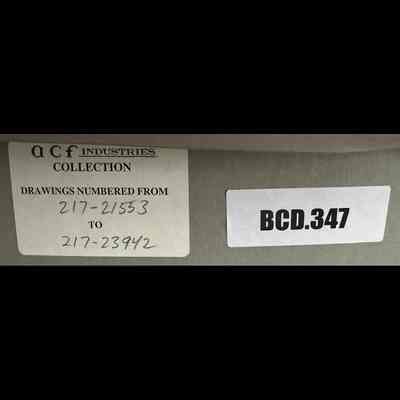 acf INDUSTRIES
COLLECTION
DRAWINGS NUMBERED FROM
217-21553
TO
217-23942
BCD.347